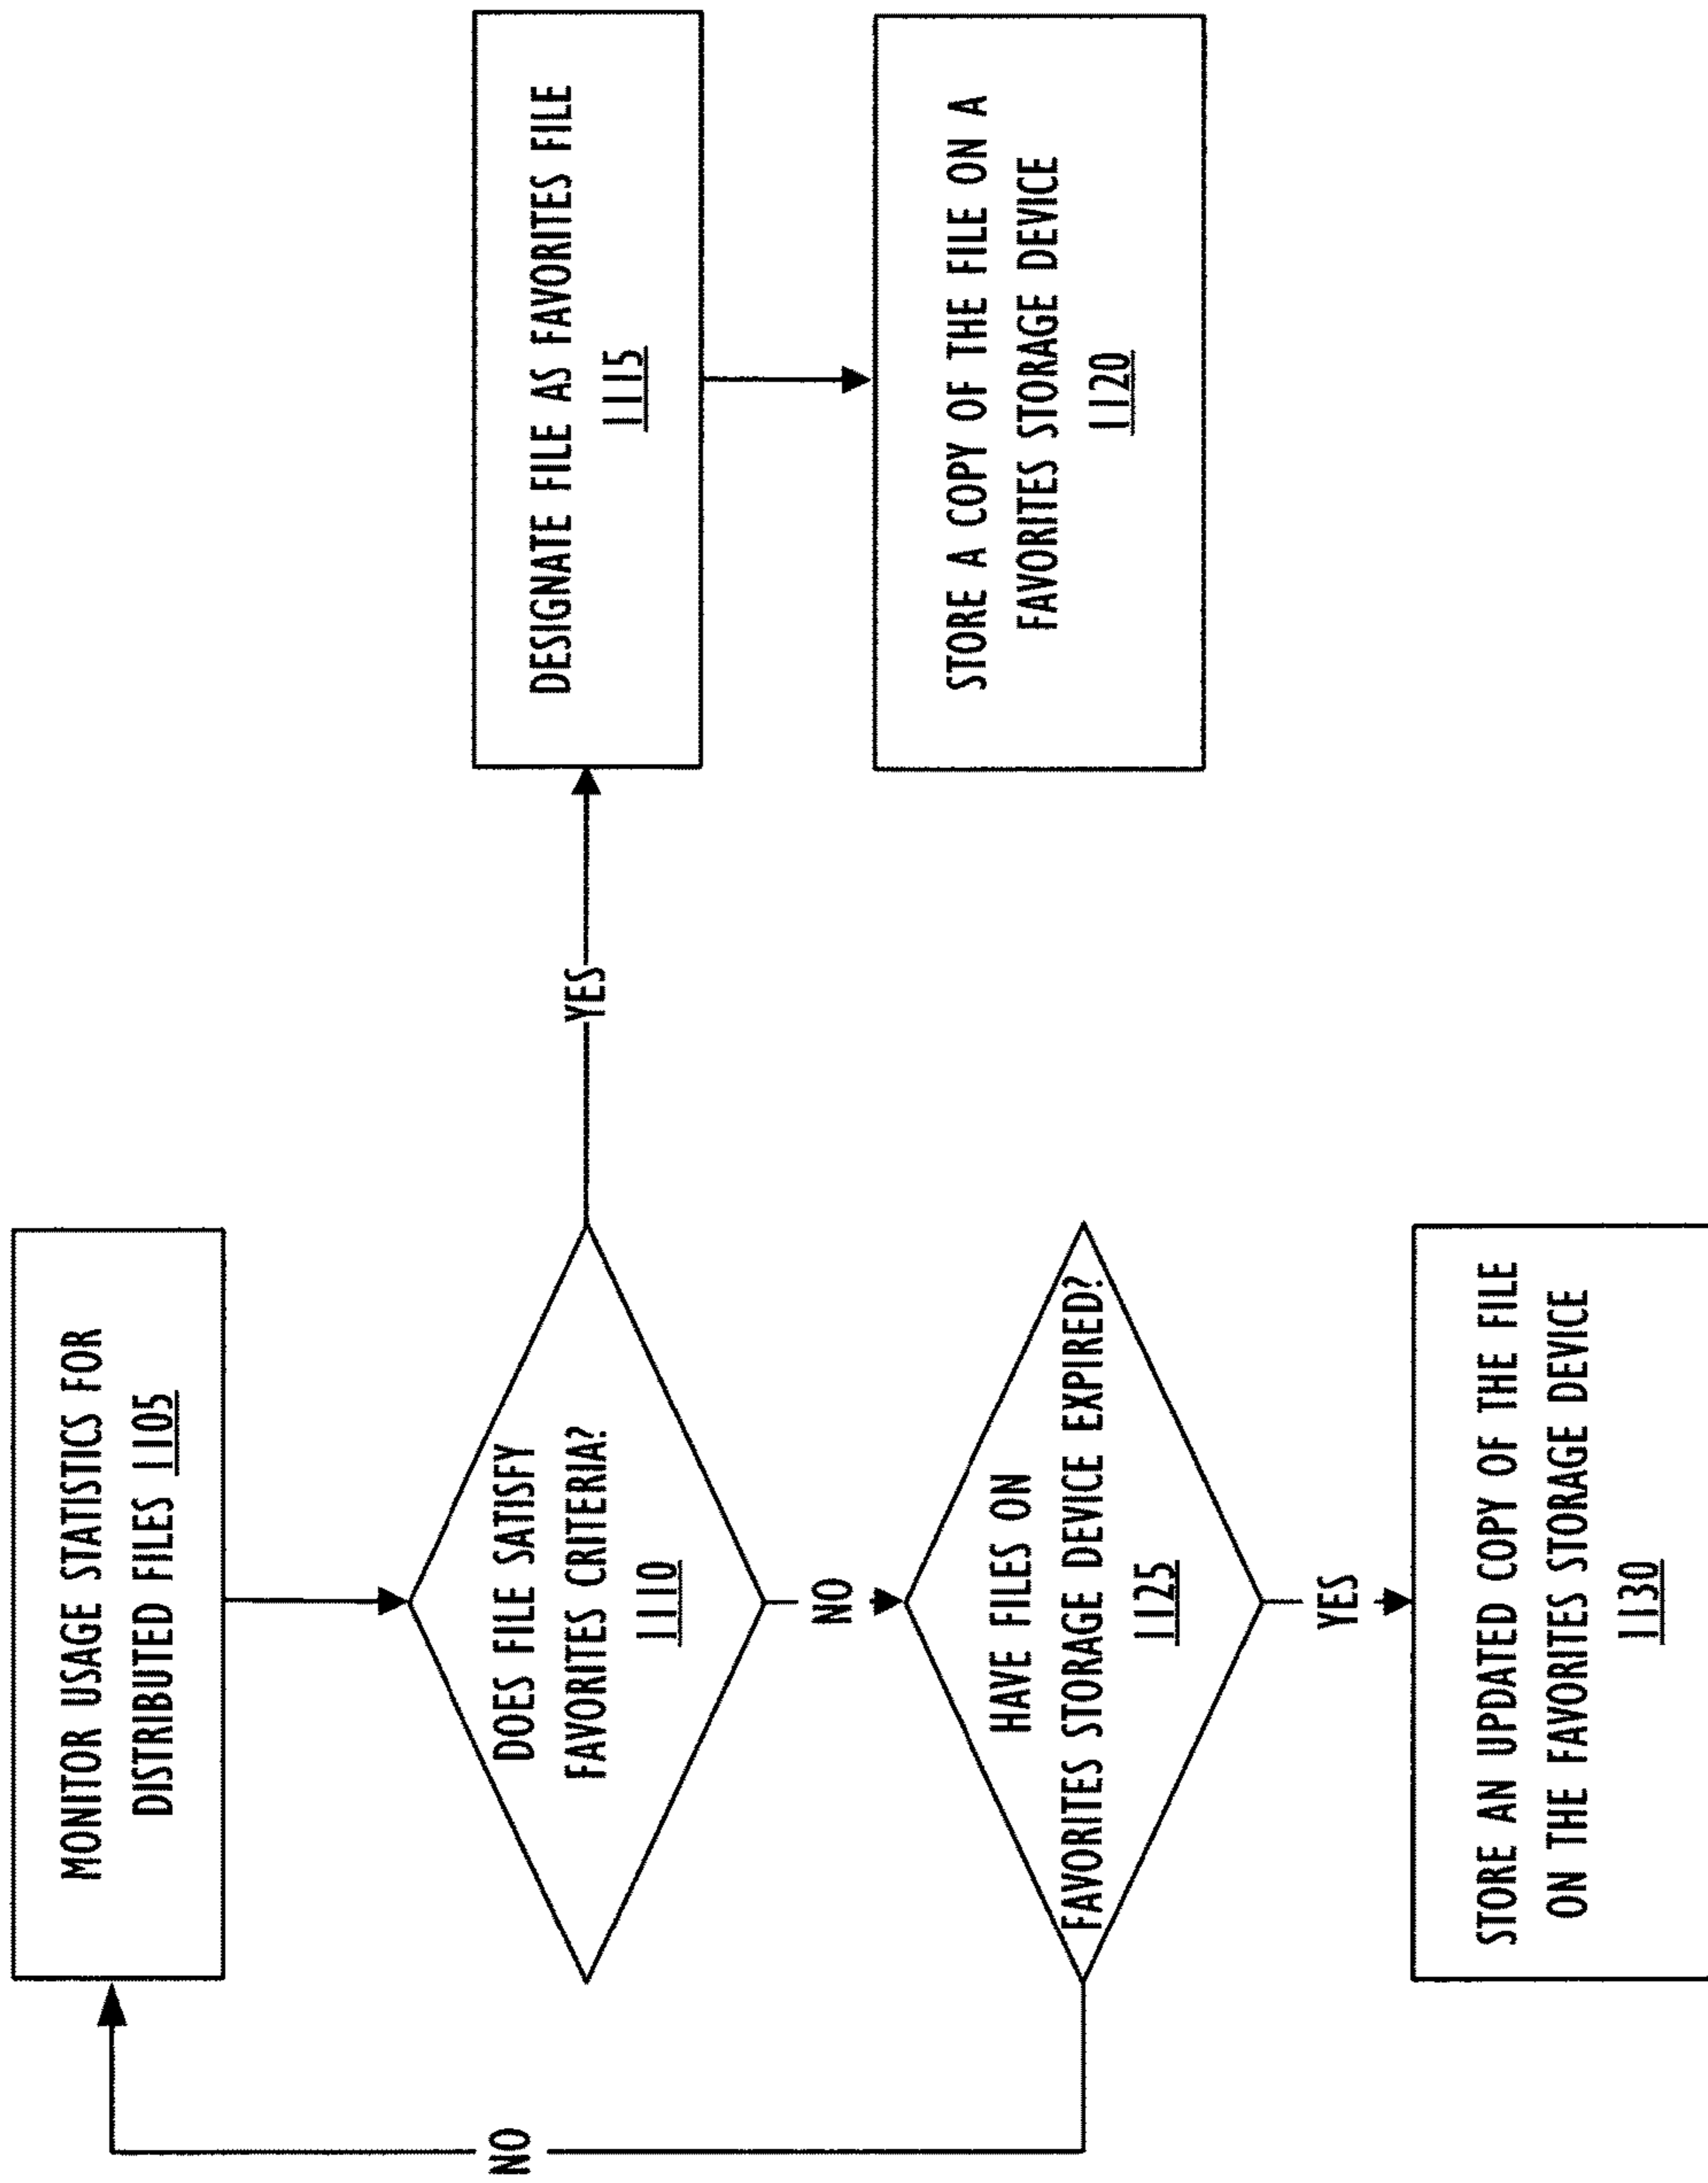 MONITOR USAGE STATISTICS FOR
DISTRIBUTED FILES 1105
DOES FILE SATISFY
FAVORITES CRITERIA?
1110
YES
DESIGNATE FILE AS FAVORITES FILE
1115
STORE A COPY OF THE FILE ON A
FAVORITES STORAGE DEVICE
1120
NO
HAVE FILES ON
FAVORITES STORAGE DEVICE EXPIRED?
1125
NO
YES
STORE AN UPDATED COPY OF THE FILE
ON THE FAVORITES STORAGE DEVICE
1130